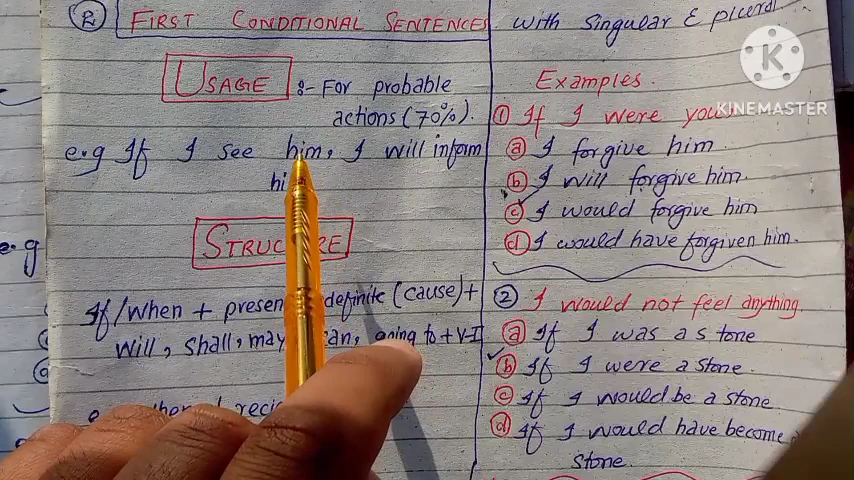 ② FIRST CONDITIONAL SENTENCES
USAGE :- For probable
actions (70%).
e.g If I see him, I will inform
hi
STRUCTURE
If/when + present definite (cause) +
will, shall, may, can, going to + V-I
with singular &
Examples.
① If I were you
ⓐ I forgive him
ⓑ I will forgive him.
ⓒ I would forgive him
ⓓ I would have forgiven him.
② I would not feel anything.
ⓐ If I was a stone
ⓑ If I were a stone.
ⓒ If I would be a stone.
ⓓ If I would have become a
stone.
e.g
K
KINEMASTER